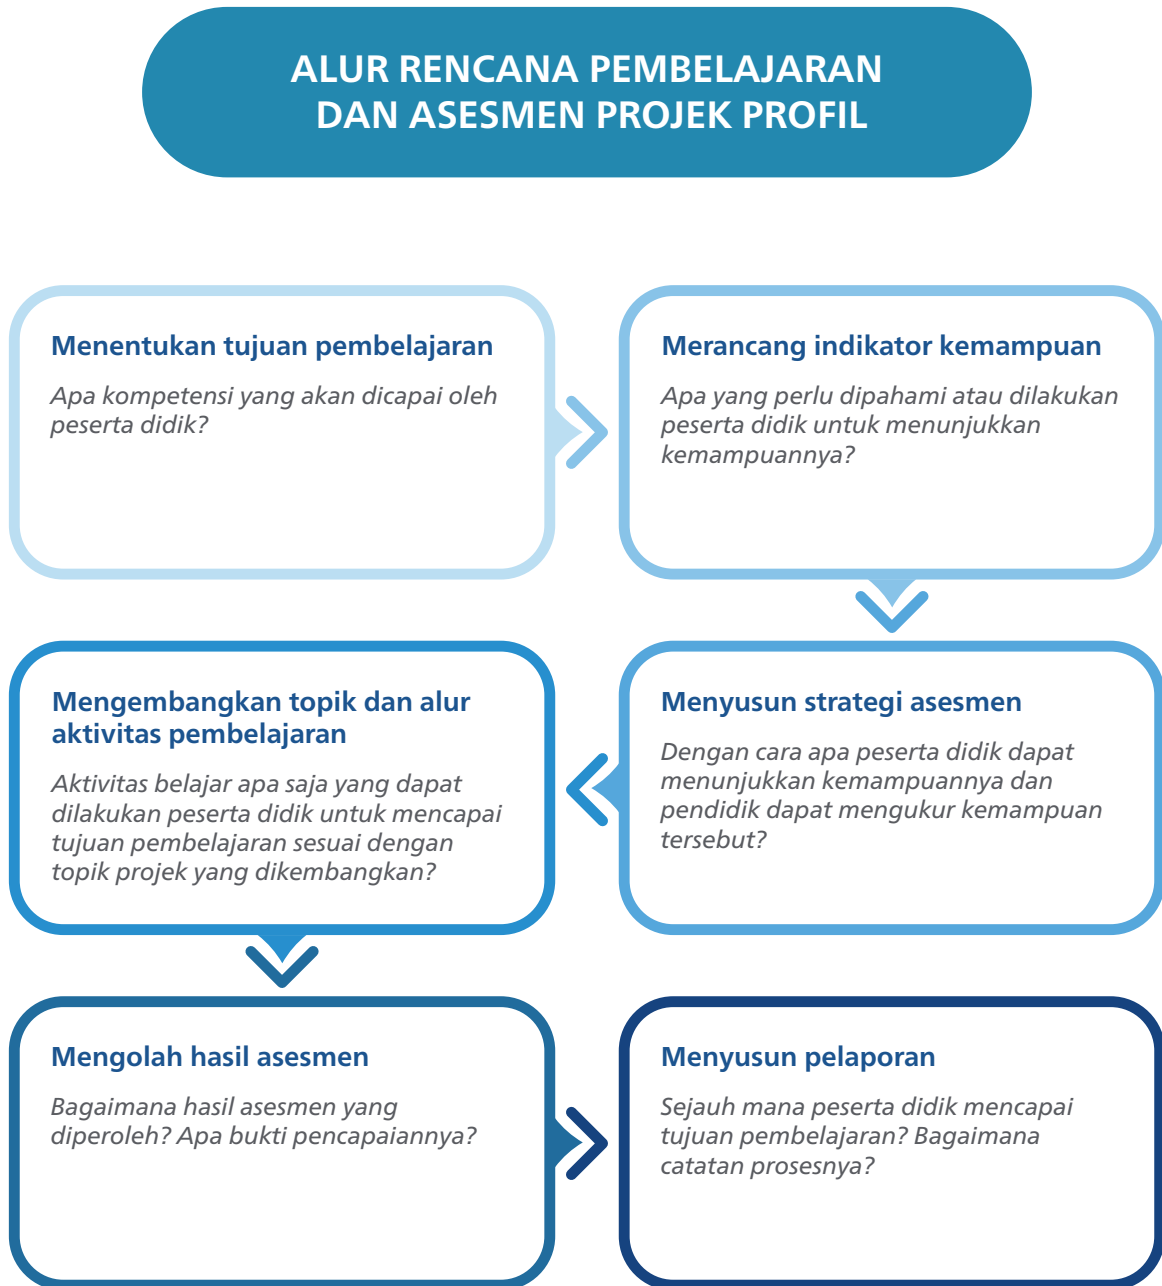 ALUR RENCANA PEMBELAJARAN
DAN ASESMEN PROJEK PROFIL
Menentukan tujuan pembelajaran
Apa kompetensi yang akan dicapai oleh
peserta didik?
Merancang indikator kemampuan
Apa yang perlu dipahami atau dilakukan
peserta didik untuk menunjukkan
kemampuannya?
Menyusun strategi asesmen
Dengan cara apa peserta didik dapat
menunjukkan kemampuannya dan
pendidik dapat mengukur kemampuan
tersebut?
Mengembangkan topik dan alur
aktivitas pembelajaran
Aktivitas belajar apa saja yang dapat
dilakukan peserta didik untuk mencapai
tujuan pembelajaran sesuai dengan
topik projek yang dikembangkan?
Mengolah hasil asesmen
Bagaimana hasil asesmen yang
diperoleh? Apa bukti pencapaiannya?
Menyusun pelaporan
Sejauh mana peserta didik mencapai
tujuan pembelajaran? Bagaimana
catatan prosesnya?